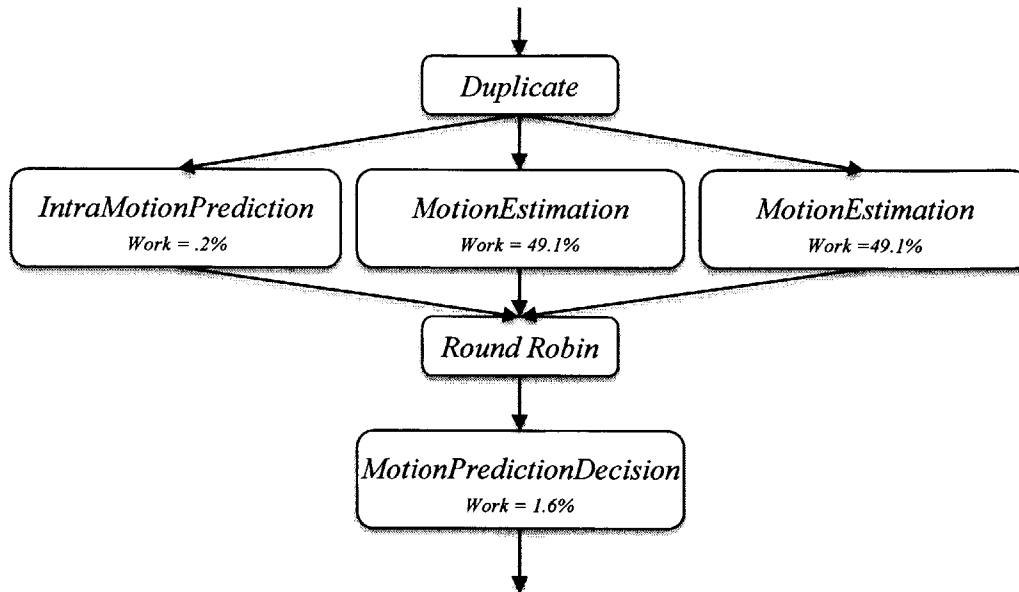 Duplicate
IntraMotionPrediction
Work = .2%
MotionEstimation
Work = 49.1%
MotionEstimation
Work =49.1%
Round Robin
MotionPredictionDecision
Work = 1.6%